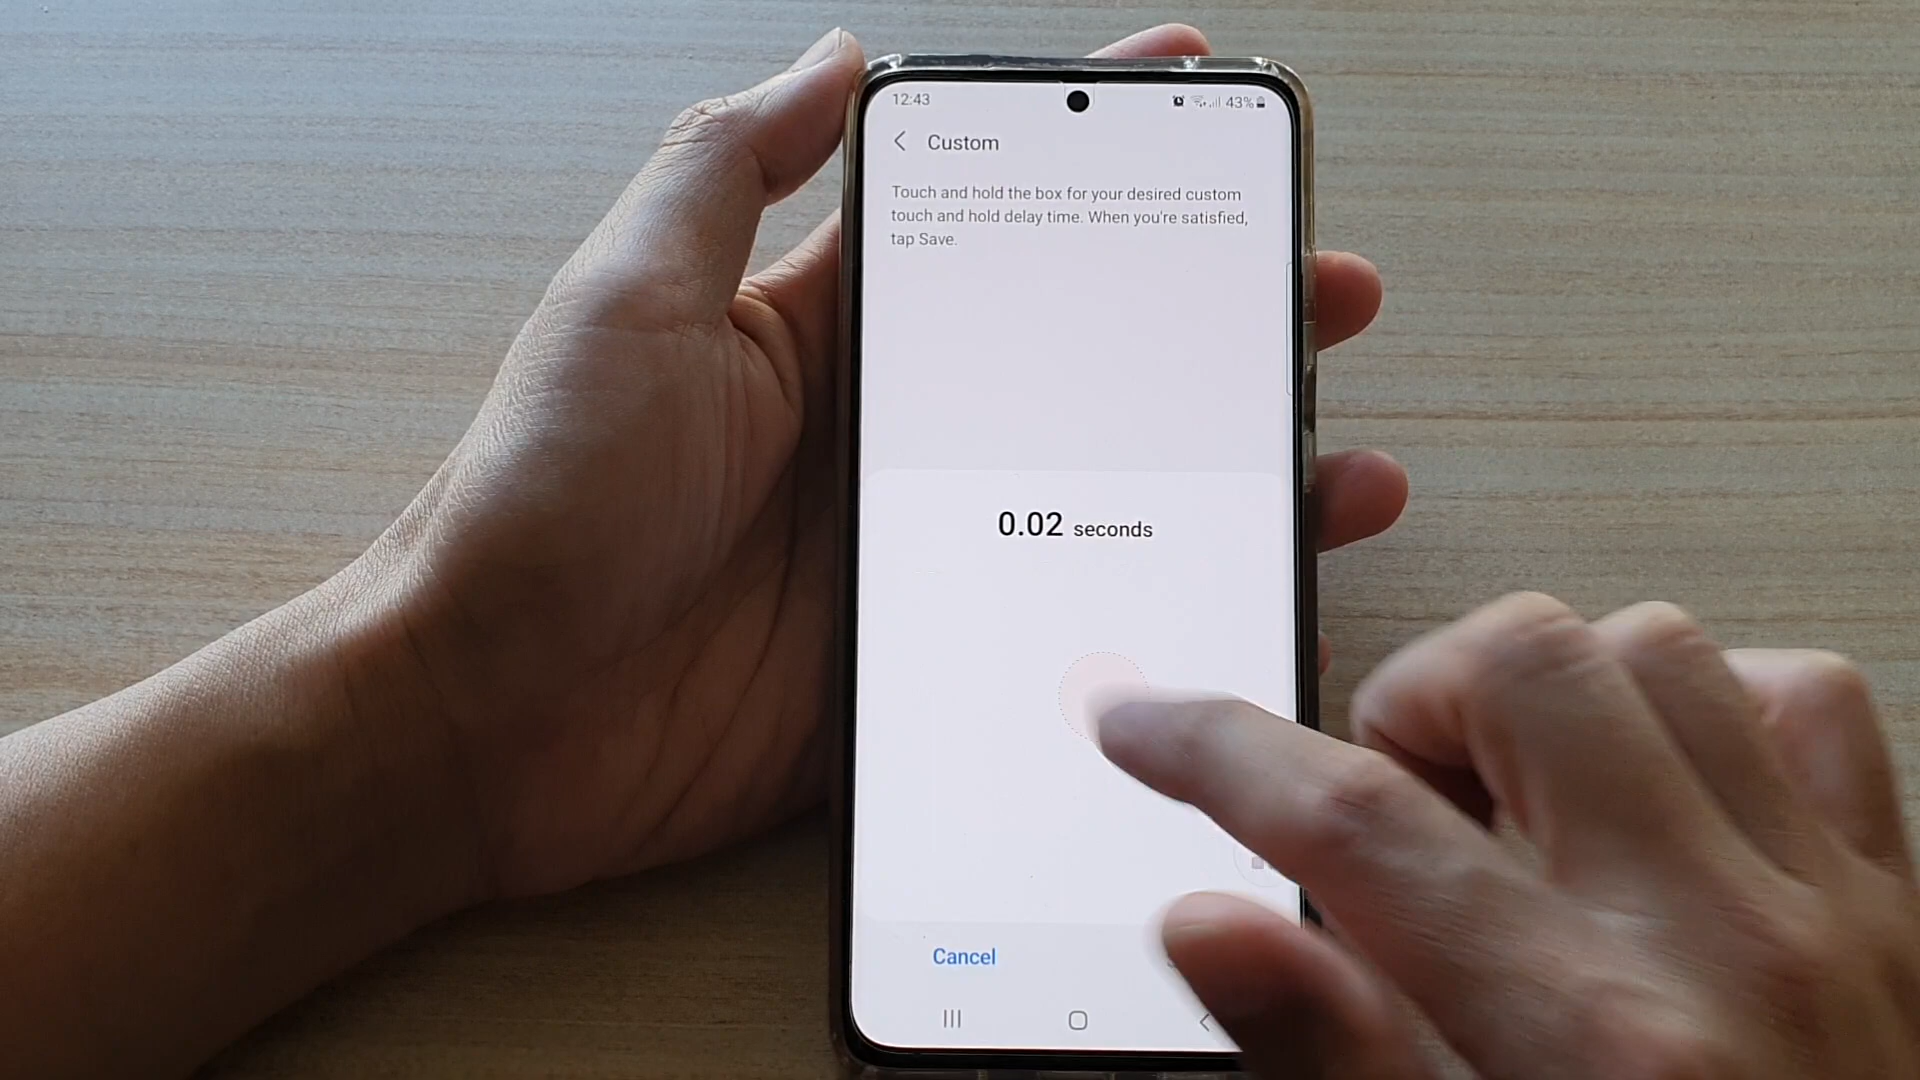 12:43 43%
Custom
Touch and hold the box for your desired custom
touch and hold delay time. When you're satisfied,
tap Save.
0.02 seconds
Cancel